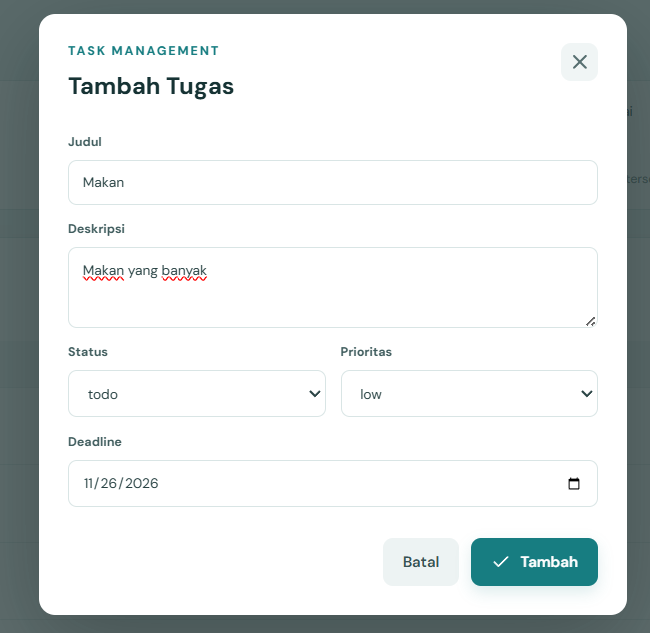 TASK MANAGEMENT
Tambah Tugas
Judul
Makan
Deskripsi
Makan yang banyak
Status
Prioritas
todo
low
Deadline
11/26/2026
Batal
Tambah